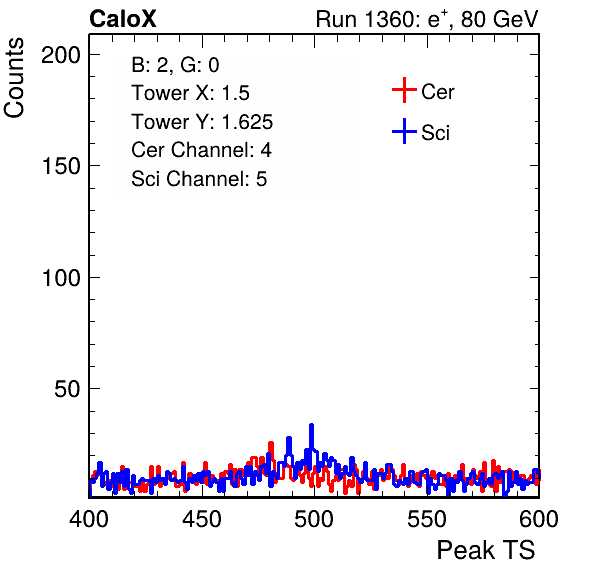 CaloX Run 1360: e⁺, 80 GeV
Counts
200
150
100
50
B: 2, G: 0
Tower X: 1.5
Tower Y: 1.625
Cer Channel: 4
Sci Channel: 5
Cer
Sci
400 450 500 550 600
Peak TS